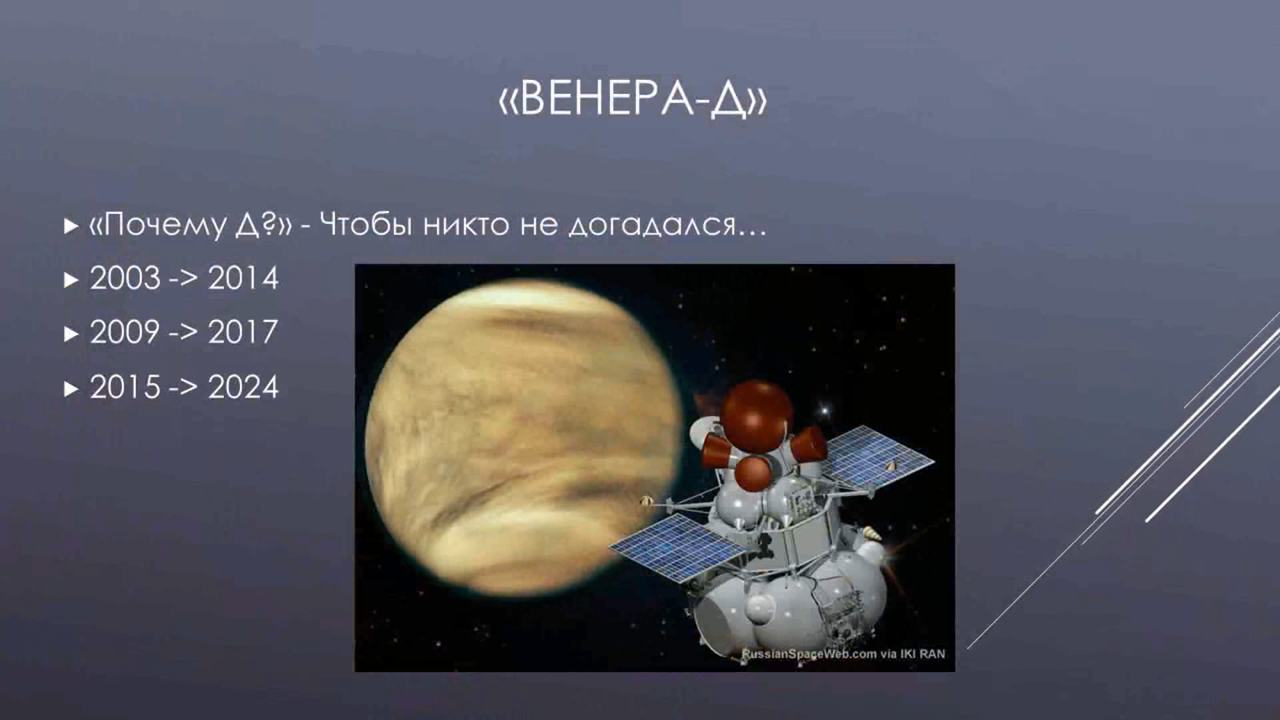 «ВЕНЕРА-Д»
«Почему Д?» - Чтобы никто не догадался...
2003 -> 2014
2009 -> 2017
2015 -> 2024
RussianSpaceWeb.com via IKI RAN